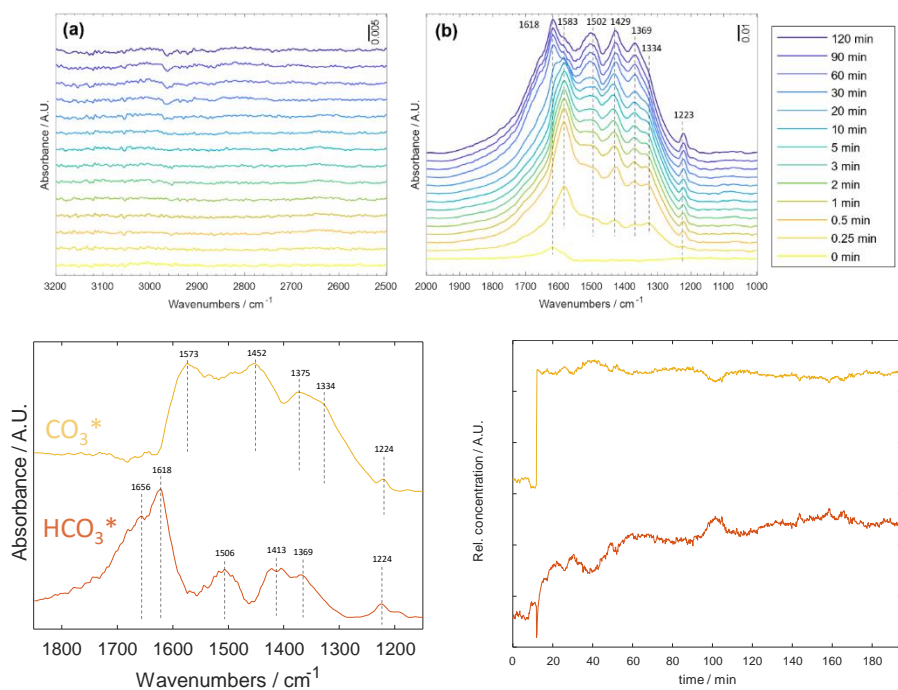 (a)
0.005
Absorbance / A.U.
3200 3100 3000 2900 2800 2700 2600 2500
Wavenumbers / cm⁻¹
(b)
0.01
1618 1583 1502 1429 1369 1334 1223
Absorbance / A.U.
2000 1900 1800 1700 1600 1500 1400 1300 1200 1100 1000
Wavenumbers / cm⁻¹
120 min
90 min
60 min
30 min
20 min
10 min
5 min
3 min
2 min
1 min
0.5 min
0.25 min
0 min
CO₃*
1573 1452 1375 1334 1224
HCO₃*
1656 1618 1506 1413 1369 1224
Absorbance / A.U.
1800 1700 1600 1500 1400 1300 1200
Wavenumbers / cm⁻¹
Rel. concentration / A.U.
0 20 40 60 80 100 120 140 160 180
time / min